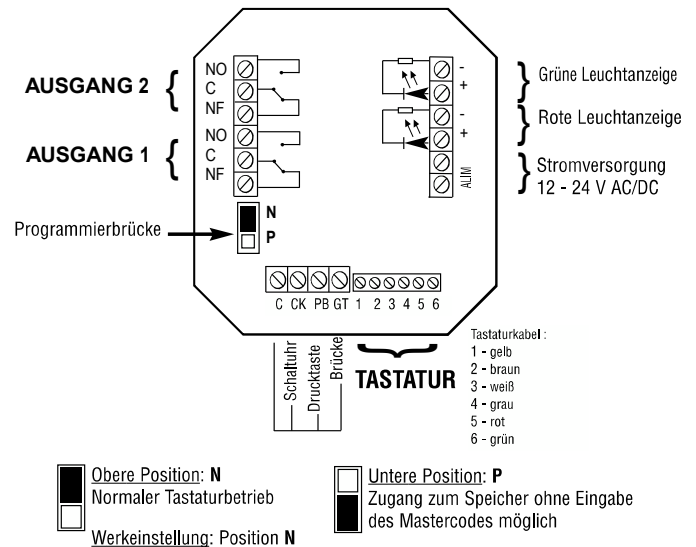 NO
C
NF
AUSGANG 2
NO
C
NF
AUSGANG 1
-
+
Grüne Leuchtanzeige
-
+
Rote Leuchtanzeige
ALIM
Stromversorgung
12 - 24 V AC/DC
Programmierbrücke
N
P
C CK PB GT 1 2 3 4 5 6
Schaltuhr
Drucktaste
Brücke
TASTATUR
Tastaturkabel :
1 - gelb
2 - braun
3 - weiß
4 - grau
5 - rot
6 - grün
Obere Position: N
Normaler Tastaturbetrieb
Werkeinstellung: Position N
Untere Position: P
Zugang zum Speicher ohne Eingabe
des Mastercodes möglich